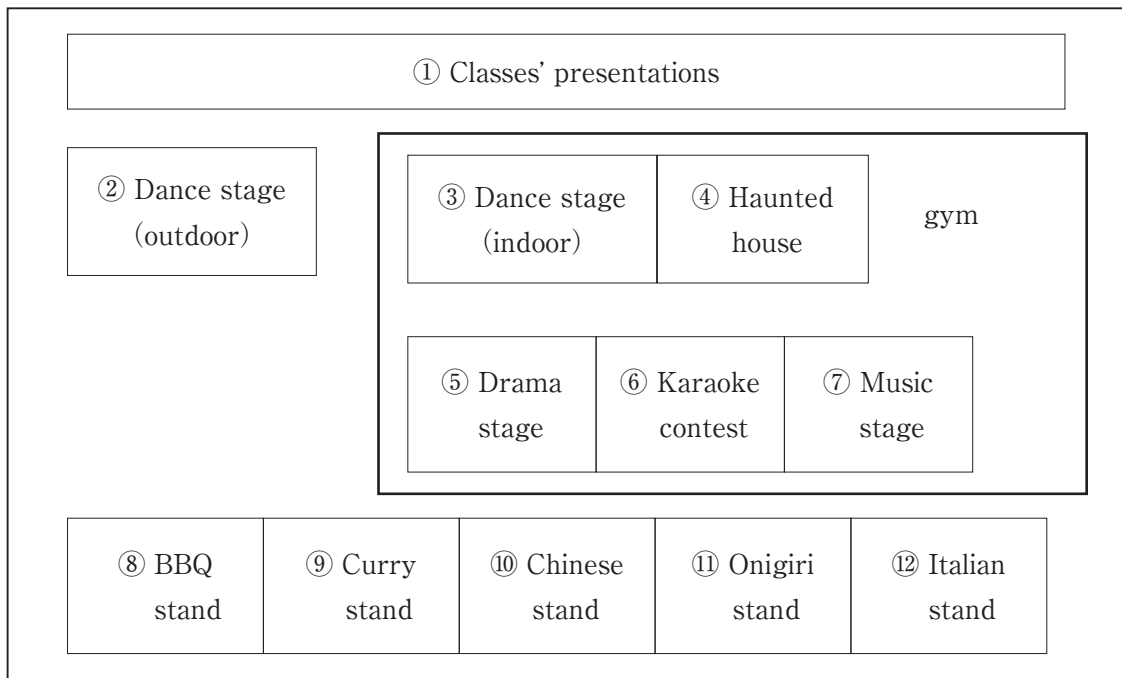 ① Classes’ presentations
② Dance stage
(outdoor)
③ Dance stage
(indoor)
④ Haunted
house
gym
⑤ Drama
stage
⑥ Karaoke
contest
⑦ Music
stage
⑧ BBQ
stand
⑨ Curry
stand
⑩ Chinese
stand
⑪ Onigiri
stand
⑫ Italian
stand